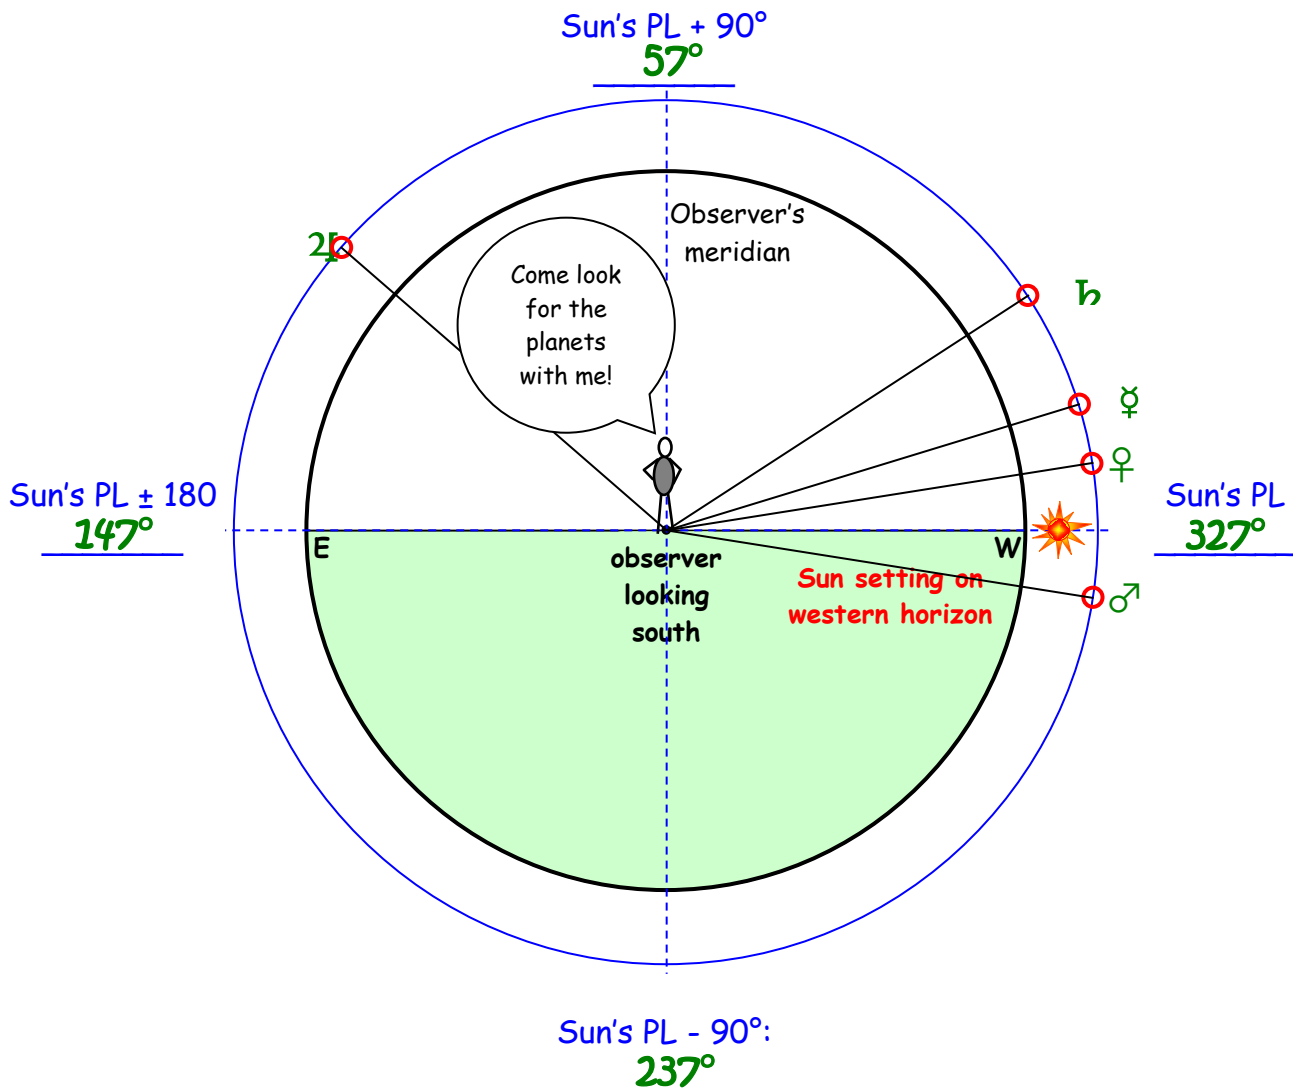 Sun's PL + 90°
57°
Observer's
meridian
♃
Come look
for the
planets
with me!
♄
☿
♀
Sun's PL ± 180
147°
Sun's PL
327°
E
W
observer
looking
south
Sun setting on
western horizon
♂
Sun's PL - 90°:
237°